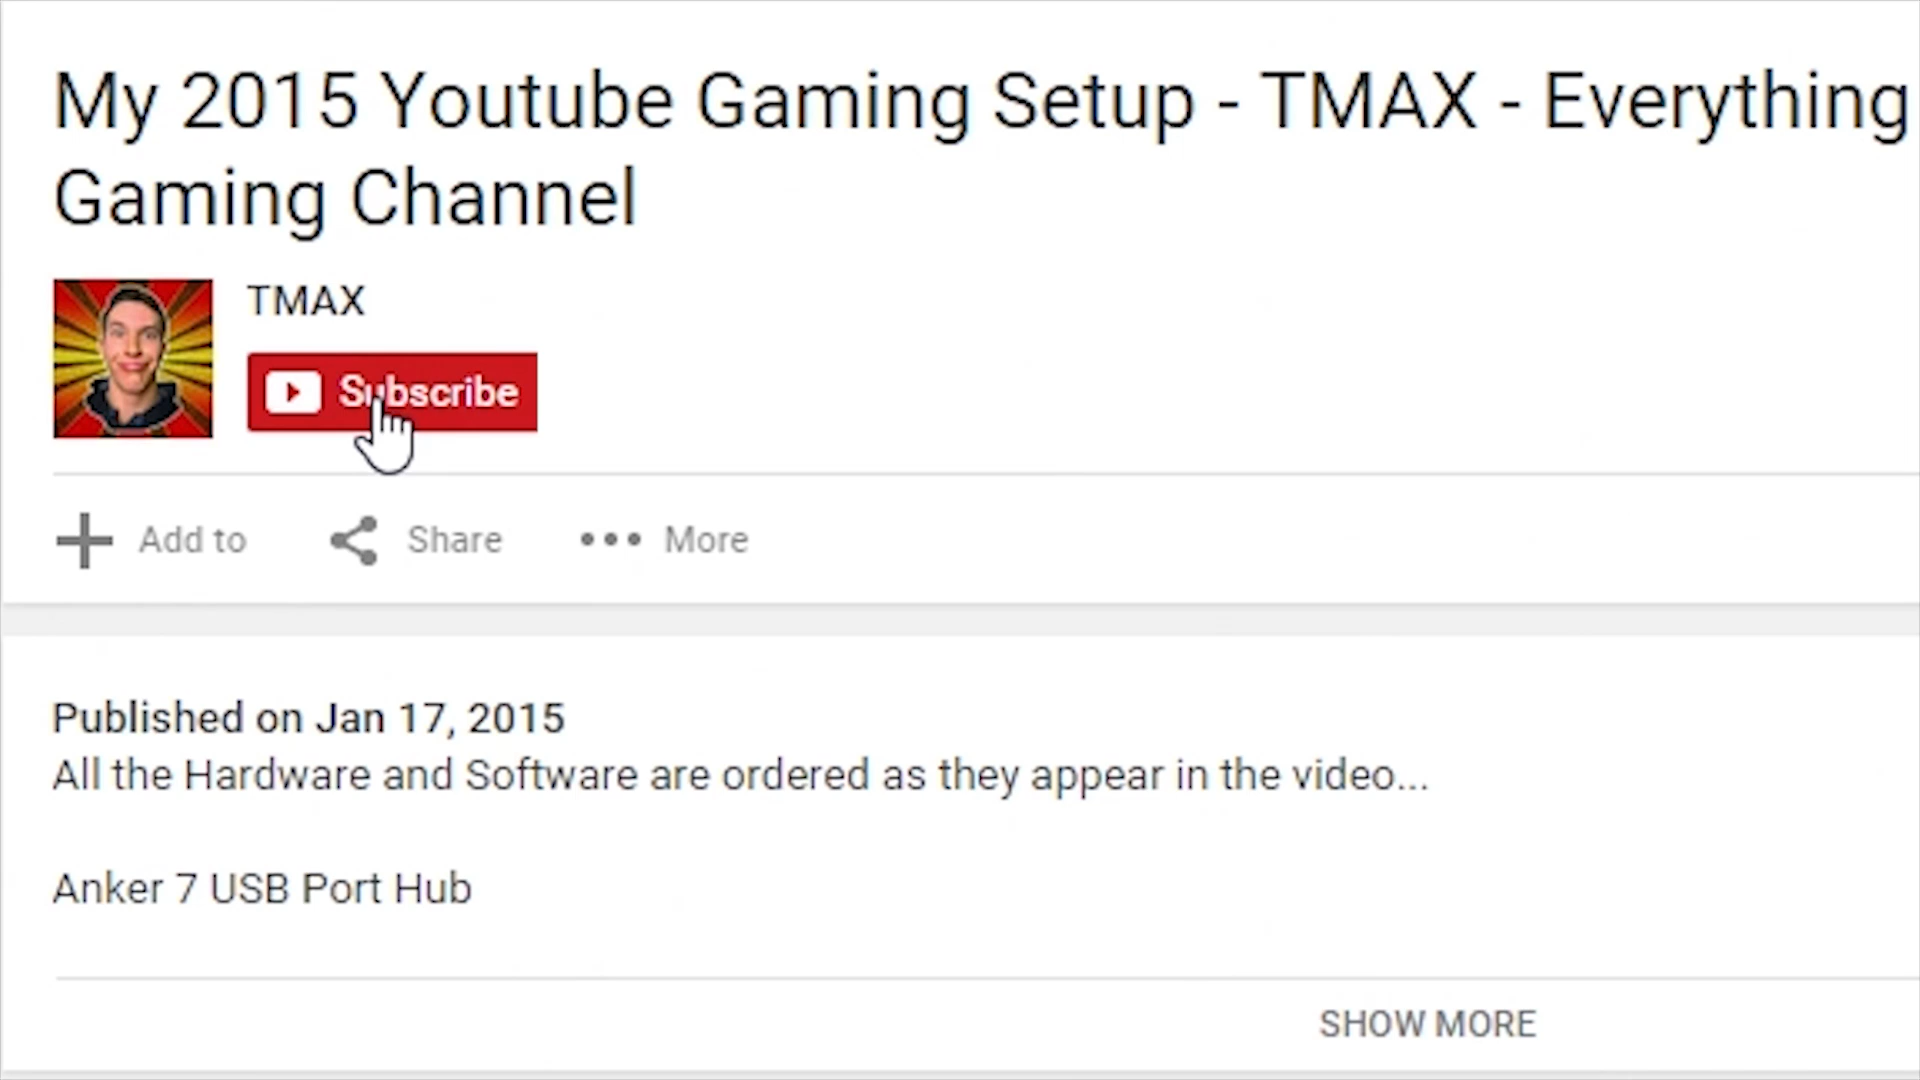 My 2015 Youtube Gaming Setup - TMAX - Everything
Gaming Channel
TMAX
Subscribe
Add to Share More
Published on Jan 17, 2015
All the Hardware and Software are ordered as they appear in the video...
Anker 7 USB Port Hub
SHOW MORE